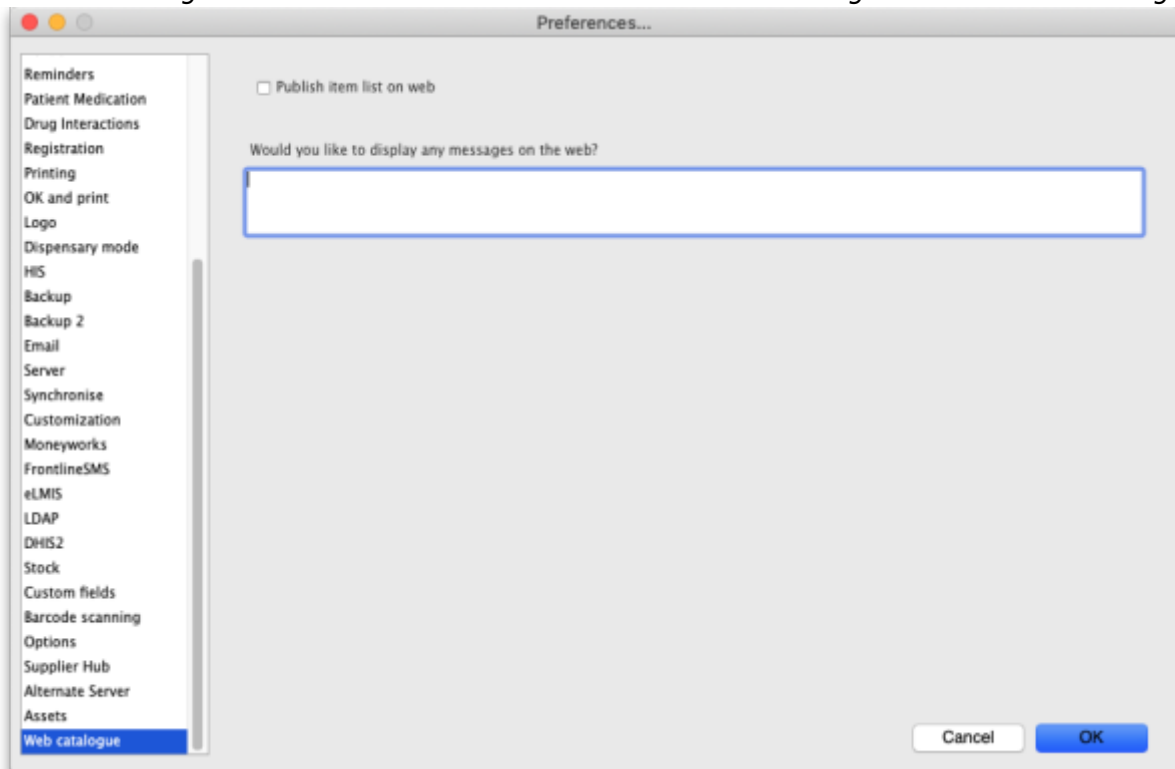 Preferences...
Reminders
Patient Medication
Drug Interactions
Registration
Printing
OK and print
Logo
Dispensary mode
HIS
Backup
Backup 2
Email
Server
Synchronise
Customization
Moneyworks
FrontlineSMS
eLMIS
LDAP
DHIS2
Stock
Custom fields
Barcode scanning
Options
Supplier Hub
Alternate Server
Assets
Web catalogue
Publish item list on web
Would you like to display any messages on the web?
Cancel
OK